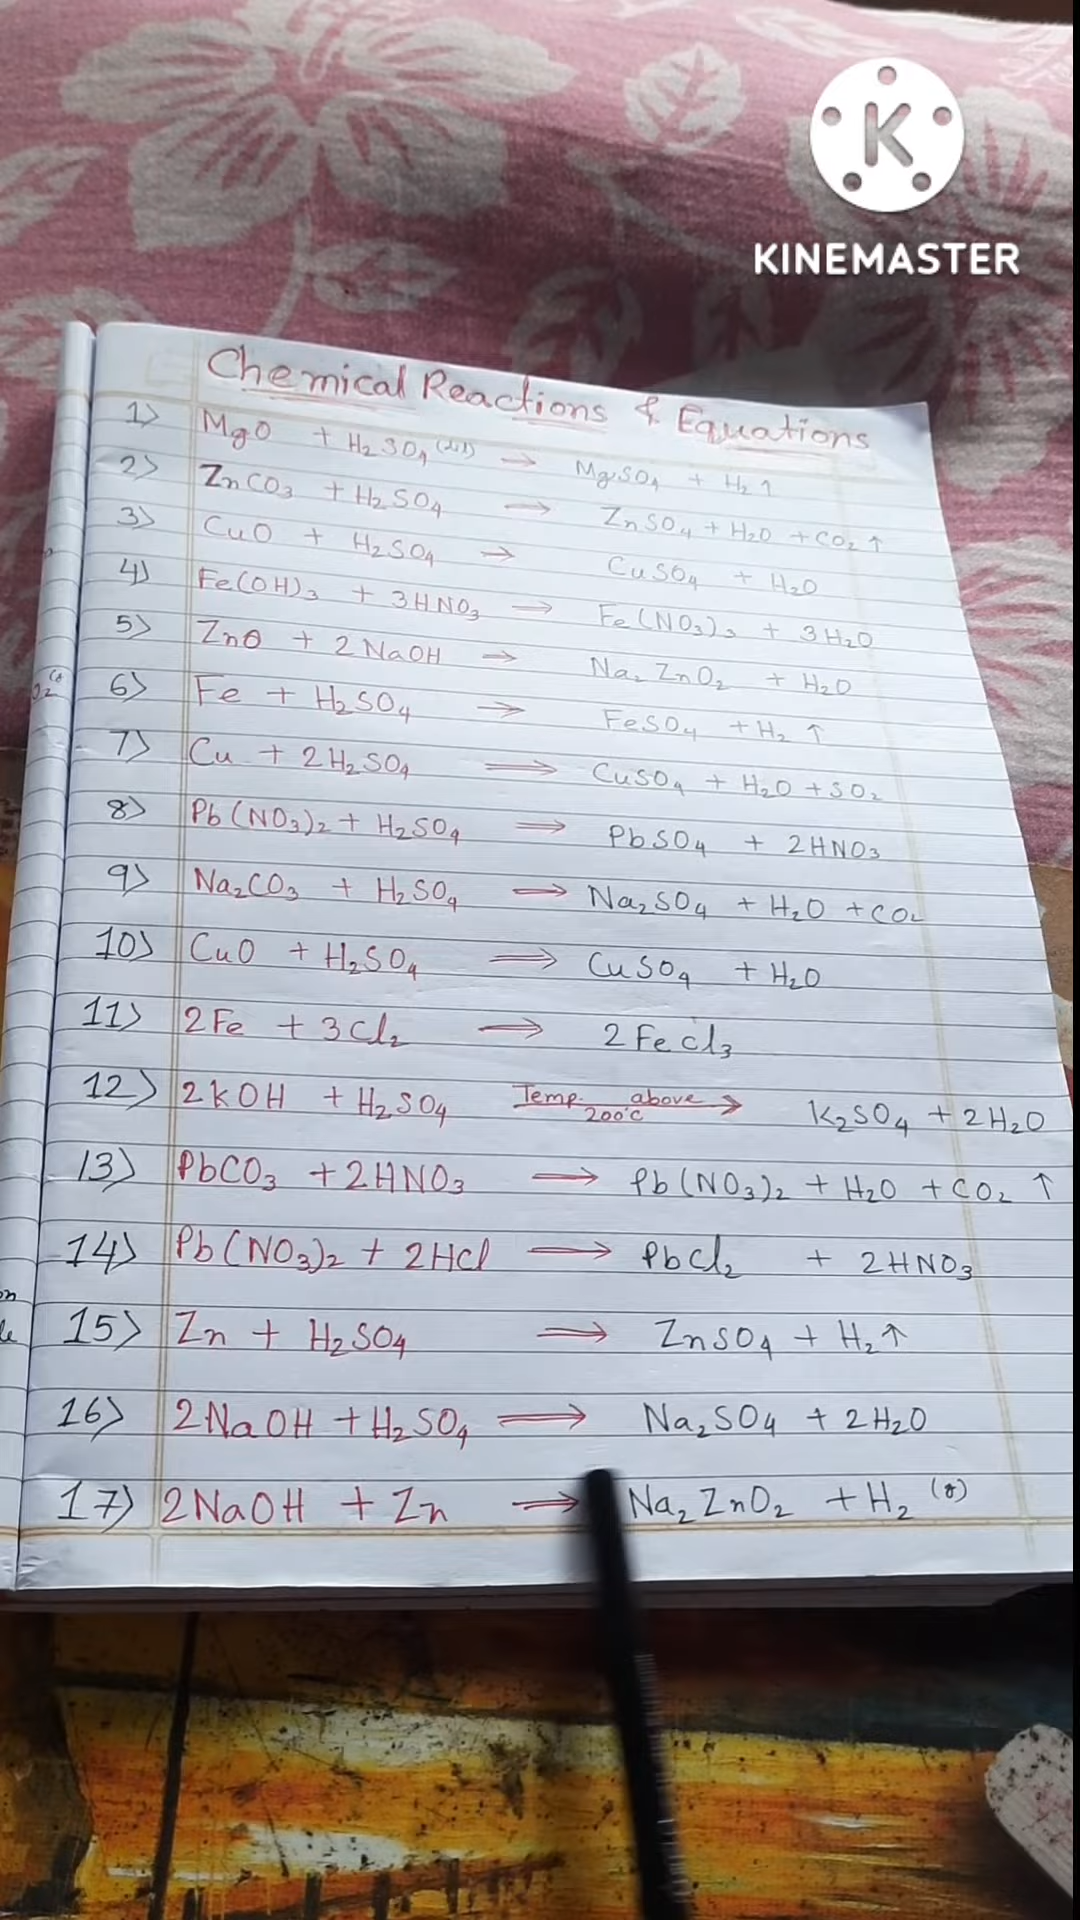 KINEMASTER
Chemical Reactions & Equations
1) MgO + H₂SO₄ (dil) → MgSO₄ + H₂ ↑
2) ZnCO₃ + H₂SO₄ → ZnSO₄ + H₂O + CO₂ ↑
3) CuO + H₂SO₄ → CuSO₄ + H₂O
4) Fe(OH)₃ + 3HNO₃ → Fe(NO₃)₃ + 3H₂O
5) ZnO + 2NaOH → Na₂ZnO₂ + H₂O
6) Fe + H₂SO₄ → FeSO₄ + H₂ ↑
7) Cu + 2H₂SO₄ ⟶ CuSO₄ + H₂O + SO₂
8) Pb(NO₃)₂ + H₂SO₄ ⟶ PbSO₄ + 2HNO₃
9) Na₂CO₃ + H₂SO₄ ⟶ Na₂SO₄ + H₂O + CO₂
10) CuO + H₂SO₄ ⟶ CuSO₄ + H₂O
11) 2Fe + 3Cl₂ ⟶ 2FeCl₃
12) 2KOH + H₂SO₄ Temp. above 200°C → K₂SO₄ + 2H₂O
13) PbCO₃ + 2HNO₃ ⟶ Pb(NO₃)₂ + H₂O + CO₂ ↑
14) Pb(NO₃)₂ + 2HCl ⟶ PbCl₂ + 2HNO₃
15) Zn + H₂SO₄ ⟶ ZnSO₄ + H₂ ↑
16) 2NaOH + H₂SO₄ ⟶ Na₂SO₄ + 2H₂O
17) 2NaOH + Zn ⟶ Na₂ZnO₂ + H₂ (g)